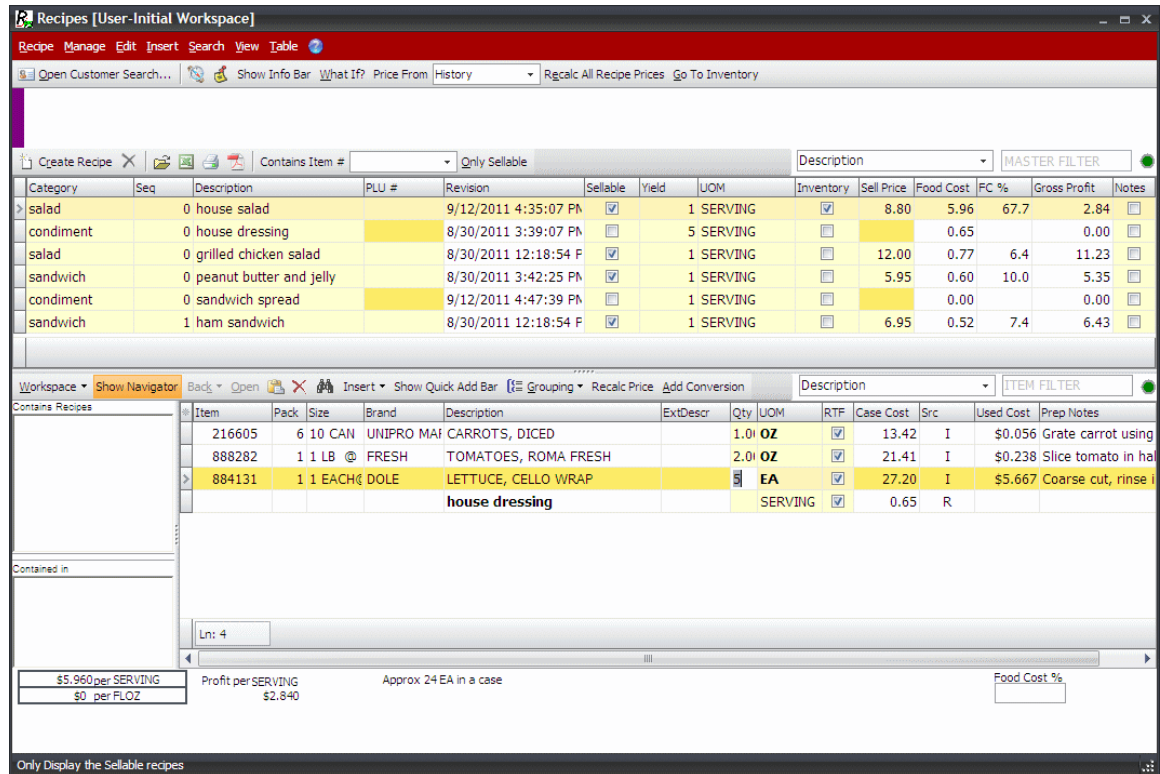 Recipes [User-Initial Workspace]
Recipe Manage Edit Insert Search View Table
Open Customer Search... Show Info Bar What If? Price From History Recalc All Recipe Prices Go To Inventory
Create Recipe Contains Item # Only Sellable Description MASTER FILTER
Category Seq Description PLU # Revision Sellable Yield UOM Inventory Sell Price Food Cost FC % Gross Profit Notes
salad 0 house salad 9/12/2011 4:35:07 PM 1 SERVING 8.80 5.96 67.7 2.84
condiment 0 house dressing 8/30/2011 3:39:07 PM 5 SERVING 0.65 0.00
salad 0 grilled chicken salad 8/30/2011 12:18:54 P 1 SERVING 12.00 0.77 6.4 11.23
sandwich 0 peanut butter and jelly 8/30/2011 3:42:25 PM 1 SERVING 5.95 0.60 10.0 5.35
condiment 0 sandwich spread 9/12/2011 4:47:39 PM 1 SERVING 0.00 0.00
sandwich 1 ham sandwich 8/30/2011 12:18:54 P 1 SERVING 6.95 0.52 7.4 6.43
Workspace Show Navigator Back Open Insert Show Quick Add Bar Grouping Recalc Price Add Conversion Description ITEM FILTER
Contains Recipes
Item Pack Size Brand Description ExtDescr Qty UOM RTF Case Cost Src Used Cost Prep Notes
216605 6 10 CAN UNIPRO MAR CARROTS, DICED 1.00 OZ 13.42 I $0.056 Grate carrot using
888282 1 1 LB @ FRESH TOMATOES, ROMA FRESH 2.00 OZ 21.41 I $0.238 Slice tomato in hal
884131 1 1 EACH@ DOLE LETTUCE, CELLO WRAP 5 EA 27.20 I $5.667 Coarse cut, rinse i
house dressing SERVING 0.65 R
Contained in
Ln: 4
$5.960 per SERVING Profit per SERVING Approx 24 EA in a case Food Cost %
$0 per FLOZ $2.840
Only Display the Sellable recipes